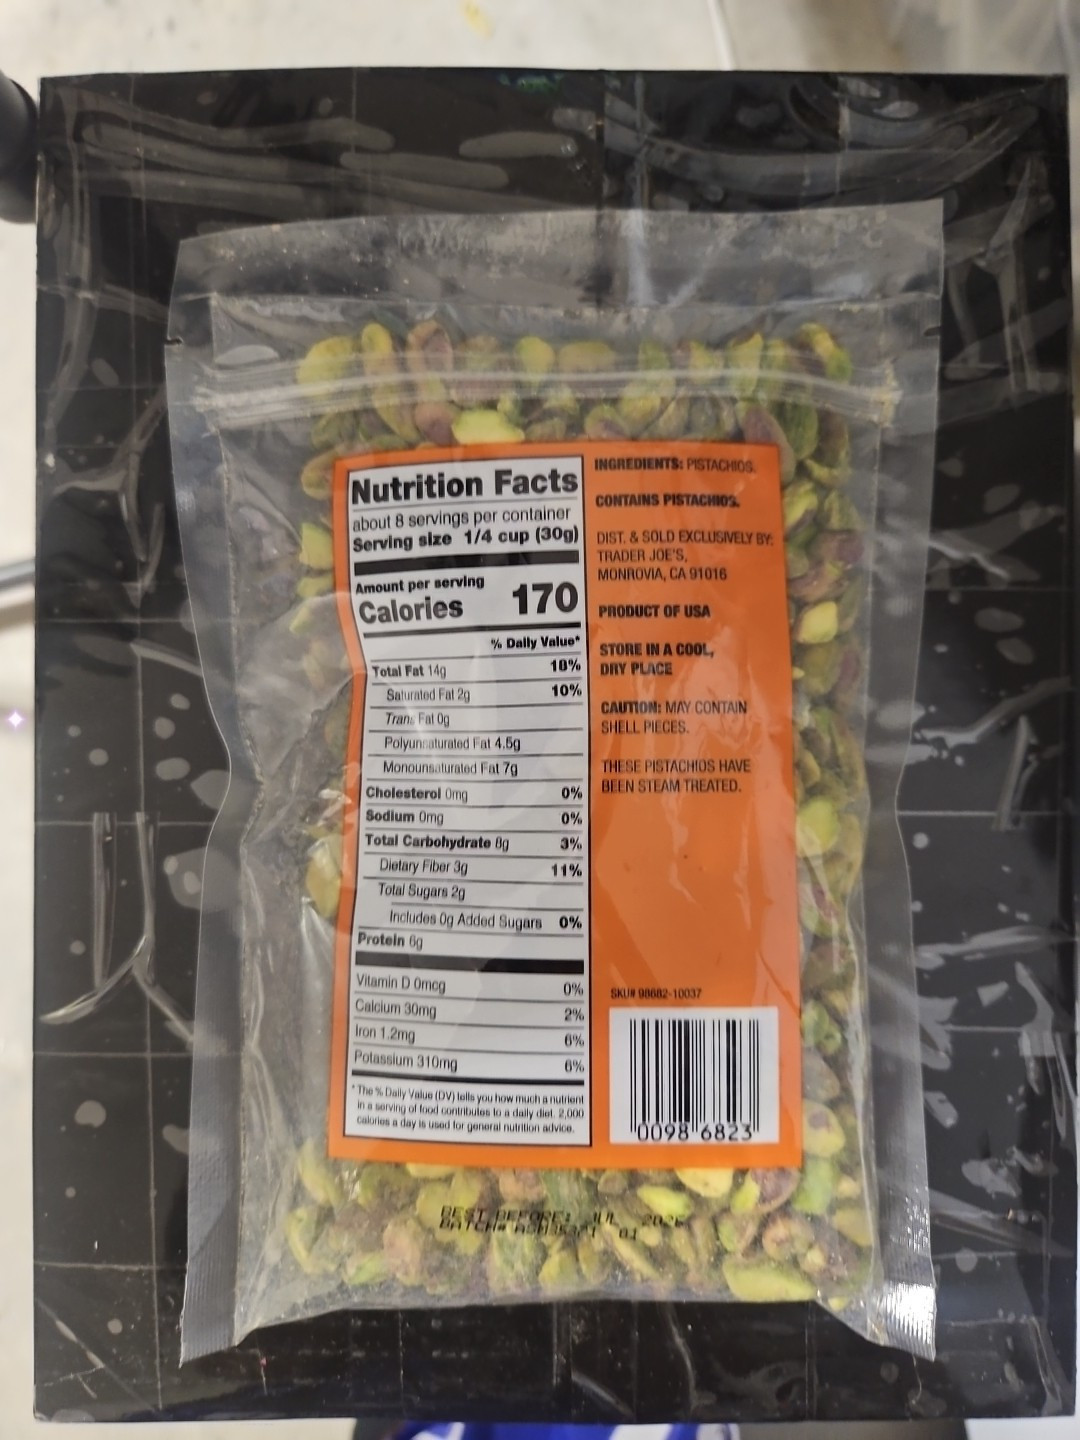 Nutrition Facts
about 8 servings per container
Serving size 1/4 cup (30g)
Amount per serving
Calories 170
% Daily Value*
Total Fat 14g 18%
Saturated Fat 2g 10%
Trans Fat 0g
Polyunsaturated Fat 4.5g
Monounsaturated Fat 7g
Cholesterol 0mg 0%
Sodium 0mg 0%
Total Carbohydrate 8g 3%
Dietary Fiber 3g 11%
Total Sugars 2g
Includes 0g Added Sugars 0%
Protein 6g
Vitamin D 0mcg 0%
Calcium 30mg 2%
Iron 1.2mg 6%
Potassium 310mg 6%
*The % Daily Value (DV) tells you how much a nutrient
in a serving of food contributes to a daily diet. 2,000
calories a day is used for general nutrition advice.
INGREDIENTS: PISTACHIOS.
CONTAINS PISTACHIOS.
DIST. & SOLD EXCLUSIVELY BY:
TRADER JOE'S,
MONROVIA, CA 91016
PRODUCT OF USA
STORE IN A COOL,
DRY PLACE
CAUTION: MAY CONTAIN
SHELL PIECES.
THESE PISTACHIOS HAVE
BEEN STEAM TREATED.
SKU# 98682-10037
0098 6823
BEST BEFORE: JUL
BATCH# 01